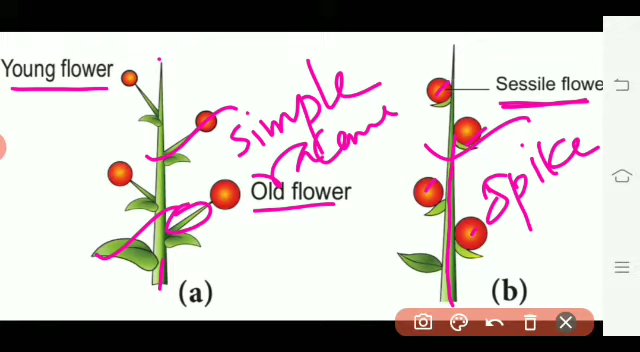 Young flower
simple
raceme
Old flower
(a)
Sessile flowe
spike
(b)